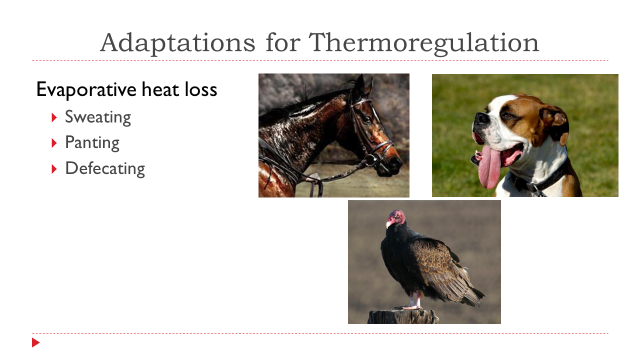 Adaptations for Thermoregulation
Evaporative heat loss
Sweating
Panting
Defecating